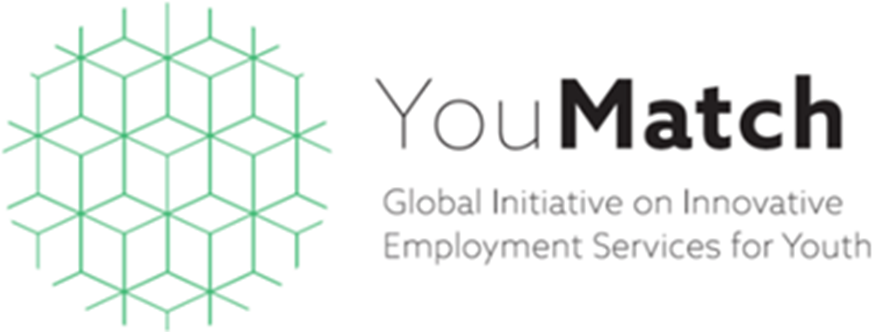 YouMatch
Global Initiative on Innovative
Employment Services for Youth